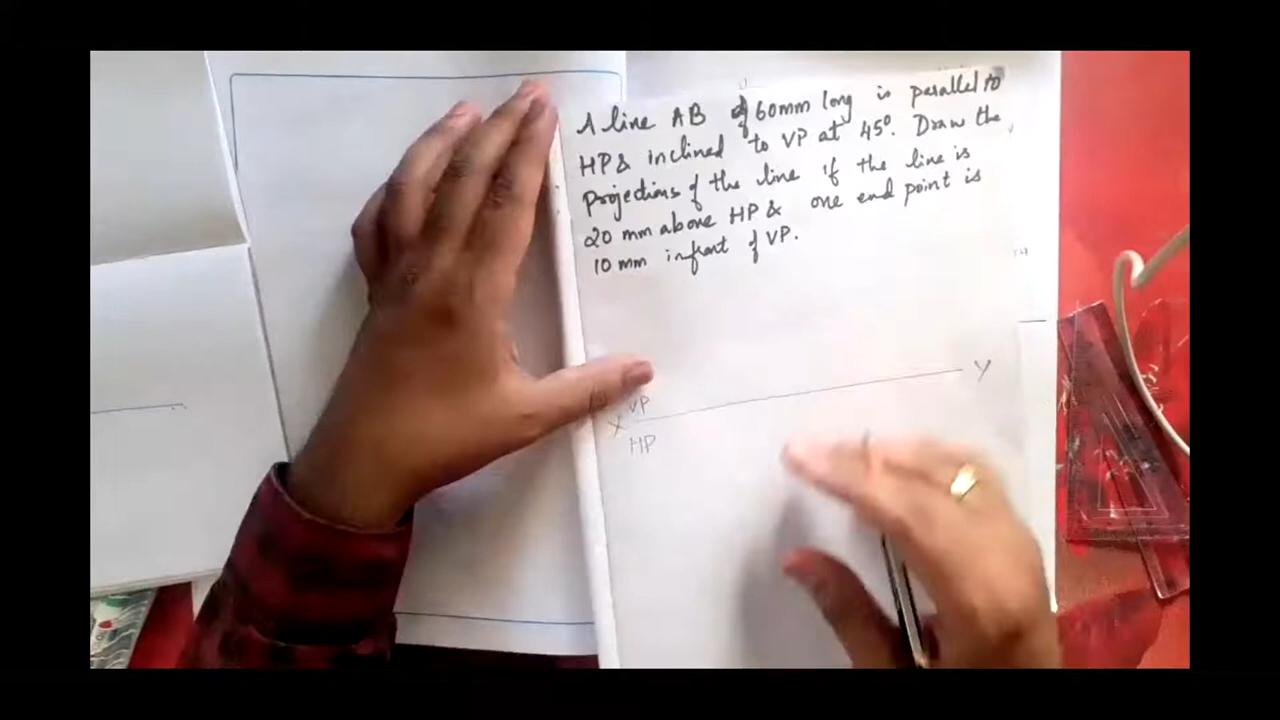 A line AB of 60mm long is parallel to
HP & inclined to VP at 45°. Draw the
projections of the line if the line is
20 mm above HP & one end point is
10 mm infront of VP.
VP
X Y
HP